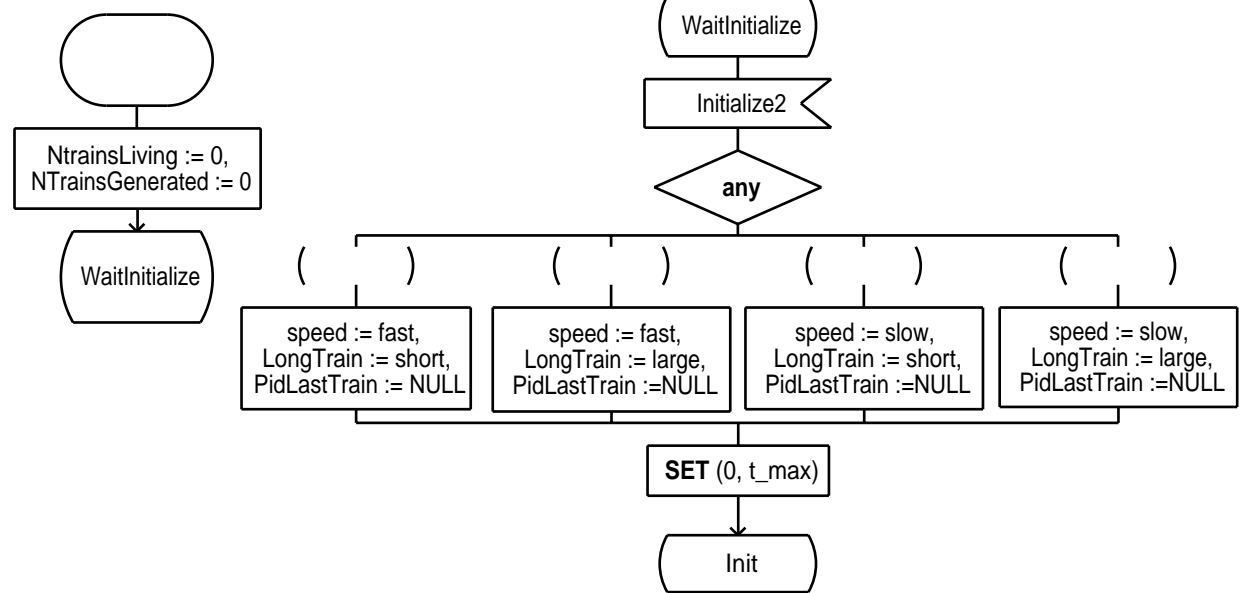 NtrainsLiving := 0,
NTrainsGenerated := 0
WaitInitialize
WaitInitialize
Initialize2
any
( )
( )
( )
( )
speed := fast,
LongTrain := short,
PidLastTrain := NULL
speed := fast,
LongTrain := large,
PidLastTrain :=NULL
speed := slow,
LongTrain := short,
PidLastTrain :=NULL
speed := slow,
LongTrain := large,
PidLastTrain :=NULL
SET (0, t_max)
Init